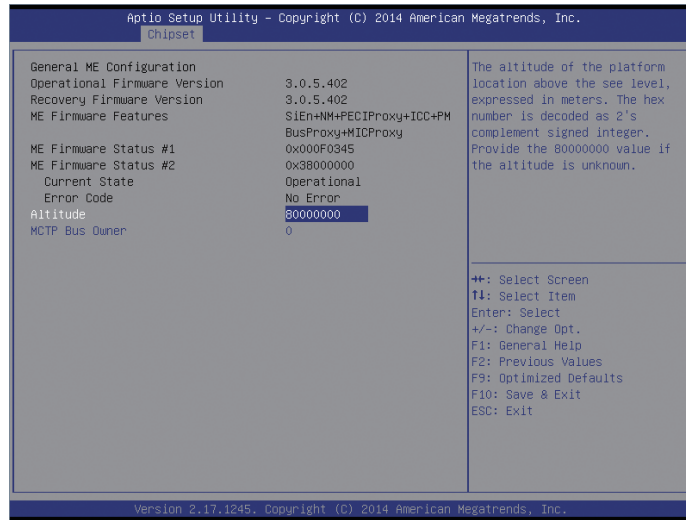 Aptio Setup Utility – Copyright (C) 2014 American Megatrends, Inc.
Chipset
General ME Configuration
Operational Firmware Version 3.0.5.402
Recovery Firmware Version 3.0.5.402
ME Firmware Features SiEn+NM+PECIProxy+ICC+PM
BusProxy+MICProxy
ME Firmware Status #1 0x000F0345
ME Firmware Status #2 0x38000000
Current State Operational
Error Code No Error
Altitude 80000000
MCTP Bus Owner 0
The altitude of the platform
location above the see level,
expressed in meters. The hex
number is decoded as 2's
complement signed integer.
Provide the 80000000 value if
the altitude is unknown.
→←: Select Screen
↑↓: Select Item
Enter: Select
+/-: Change Opt.
F1: General Help
F2: Previous Values
F9: Optimized Defaults
F10: Save & Exit
ESC: Exit
Version 2.17.1245. Copyright (C) 2014 American Megatrends, Inc.